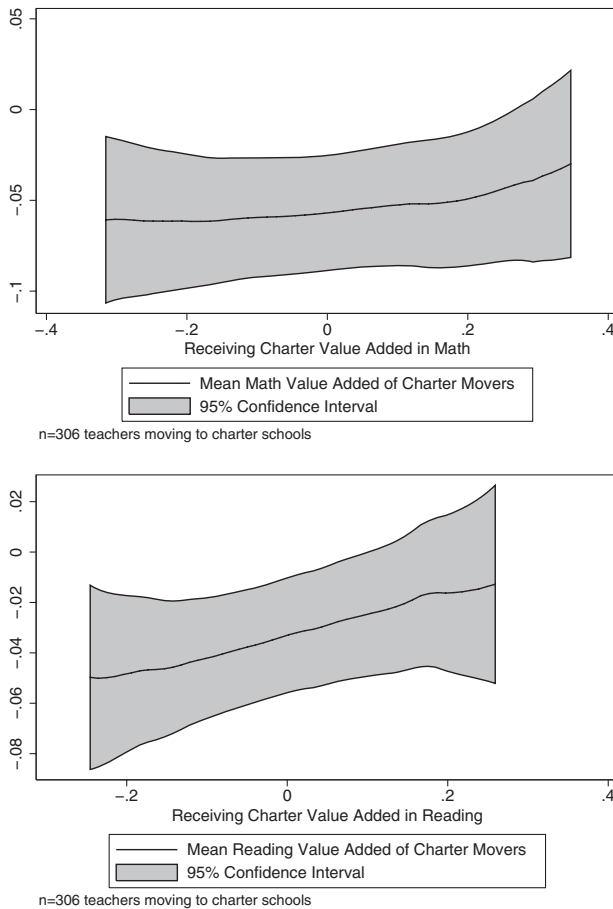 .05
0
-.05
-.1
-.4
-.2
0
.2
.4
Receiving Charter Value Added in Math
Mean Math Value Added of Charter Movers
95% Confidence Interval
n=306 teachers moving to charter schools
.02
0
-.02
-.04
-.06
-.08
-.2
0
.2
.4
Receiving Charter Value Added in Reading
Mean Reading Value Added of Charter Movers
95% Confidence Interval
n=306 teachers moving to charter schools